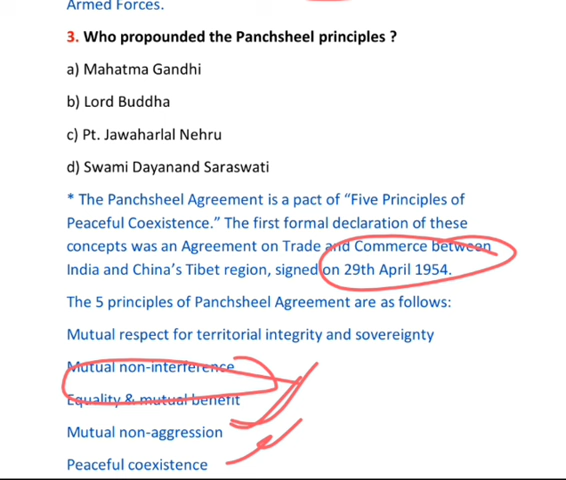 Armed Forces.
3. Who propounded the Panchsheel principles ?
a) Mahatma Gandhi
b) Lord Buddha
c) Pt. Jawaharlal Nehru
d) Swami Dayanand Saraswati
* The Panchsheel Agreement is a pact of “Five Principles of
Peaceful Coexistence.” The first formal declaration of these
concepts was an Agreement on Trade and Commerce between
India and China’s Tibet region, signed on 29th April 1954.
The 5 principles of Panchsheel Agreement are as follows:
Mutual respect for territorial integrity and sovereignty
Mutual non-interference
Equality & mutual benefit
Mutual non-aggression
Peaceful coexistence